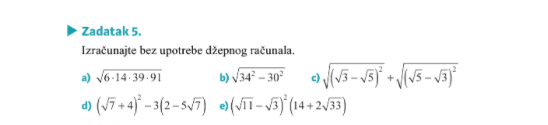 ▶ Zadatak 5.
Izračunajte bez upotrebe džepnog računala.
a) √(6·14·39·91) b) √(34² – 30²) c) √((√3 – √5)²) + √((√5 – √3)²)
d) (√7 + 4)² – 3(2 – 5√7) e) (√11 – √3)² (14 + 2√33)